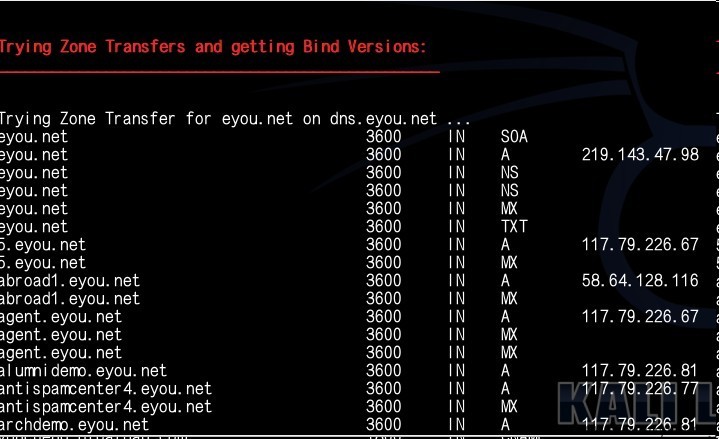 Trying Zone Transfers and getting Bind Versions:
Trying Zone Transfer for eyou.net on dns.eyou.net ...
eyou.net 3600 IN SOA
eyou.net 3600 IN A 219.143.47.98
eyou.net 3600 IN NS
eyou.net 3600 IN NS
eyou.net 3600 IN MX
eyou.net 3600 IN TXT
5.eyou.net 3600 IN A 117.79.226.67
5.eyou.net 3600 IN MX
abroad1.eyou.net 3600 IN A 58.64.128.116
abroad1.eyou.net 3600 IN MX
agent.eyou.net 3600 IN A 117.79.226.67
agent.eyou.net 3600 IN MX
agent.eyou.net 3600 IN MX
alumnidemo.eyou.net 3600 IN A 117.79.226.81
antispamcenter4.eyou.net 3600 IN A 117.79.226.77
antispamcenter4.eyou.net 3600 IN MX
archdemo.eyou.net 3600 IN A 117.79.226.81
KALI L